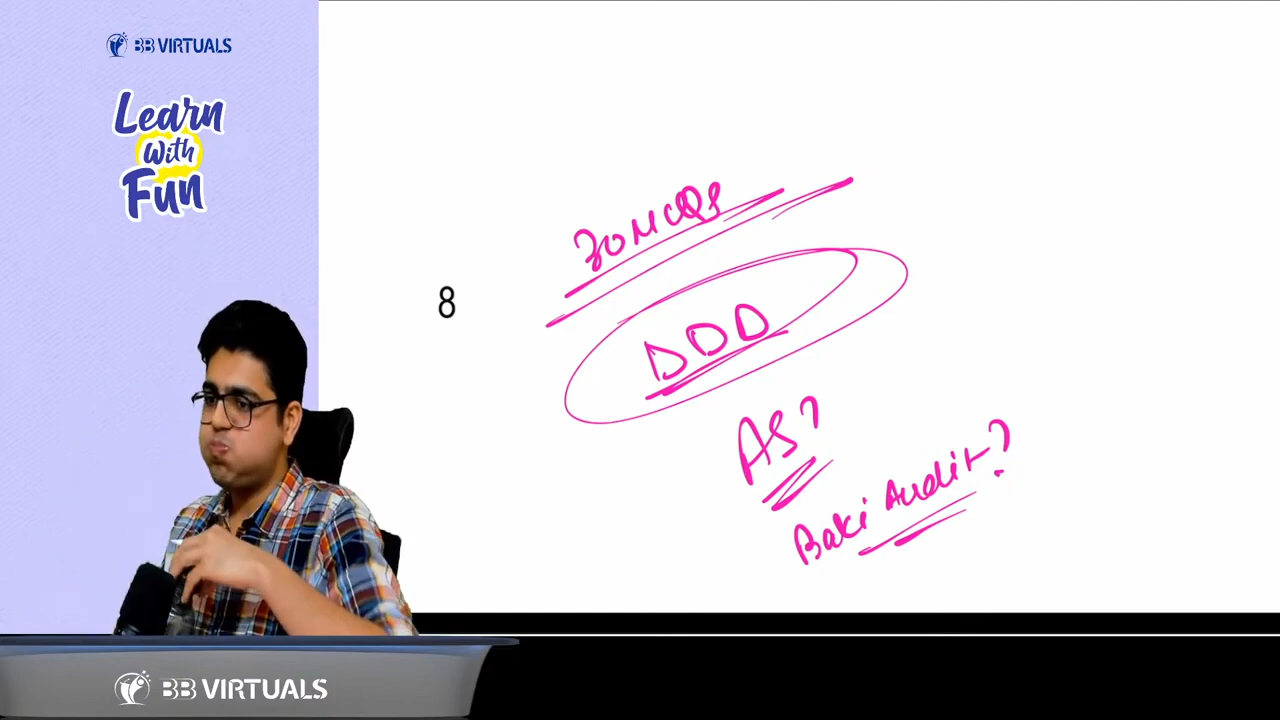 BB VIRTUALS
Learn
With
Fun
30 MCQs
8
DDD
AS?
Baki Audit?
BB VIRTUALS